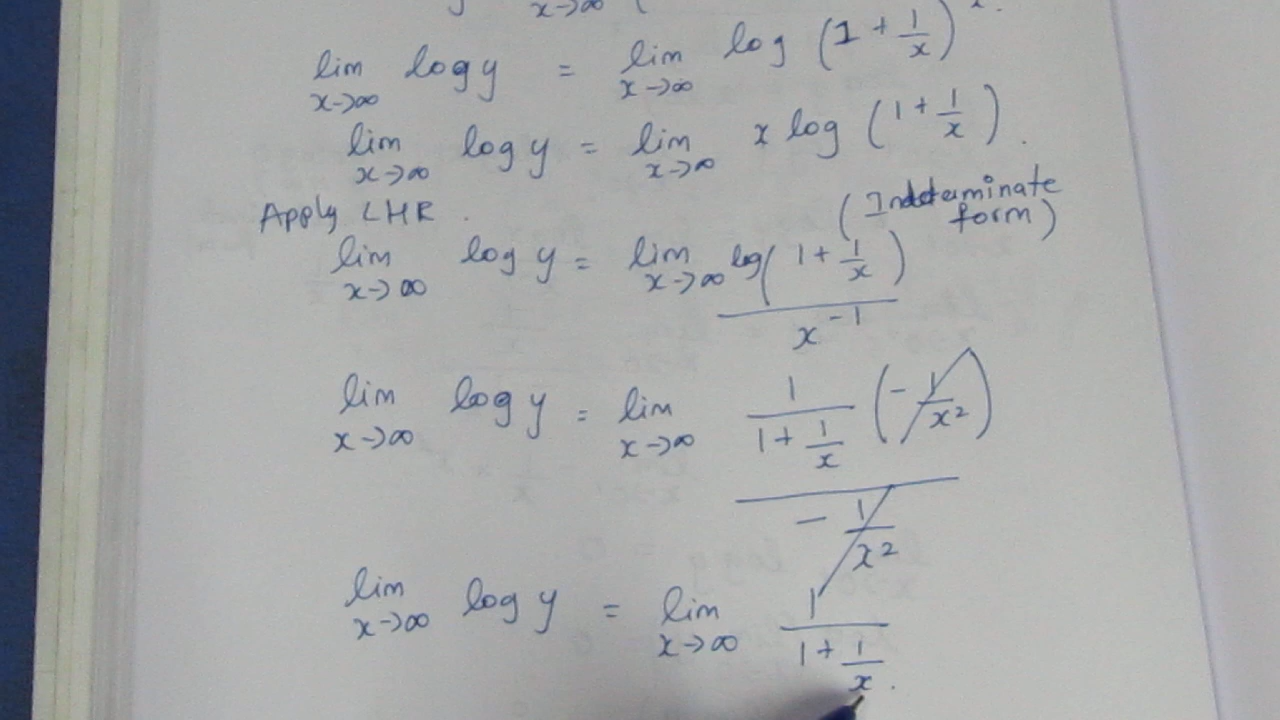 y x→∞ (
lim x→∞ log y = lim x→∞ log (1 + 1/x)^x.
lim x→∞ log y = lim x→∞ x log (1 + 1/x).
Apply LHR. (Indeterminate form)
lim x→∞ log y = lim x→∞ log(1 + 1/x) / x^-1
lim x→∞ log y = lim x→∞ 1/(1 + 1/x) (- 1/x²) / - 1/x²
lim x→∞ log y = lim x→∞ 1/(1 + 1/x).